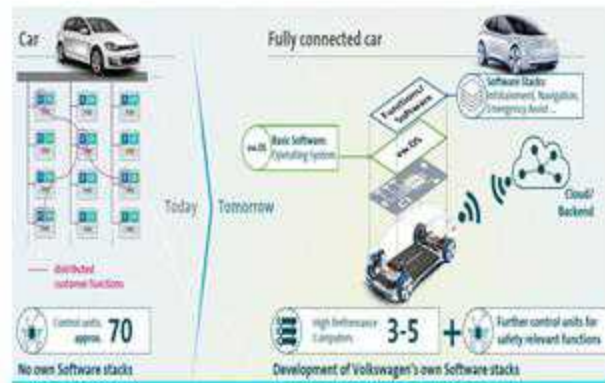 Car
Fully connected car
Functions/
Software
Software Stacks:
Infotainment, Navigation,
Emergency Assist ...
vw.OS
Basic Software:
Operating System
vw.OS
Cloud/
Backend
Today
Tomorrow
distributed
customer functions
Control units,
approx. 70
High Performance
Computers
3-5
Further control units for
safety relevant functions
No own Software stacks
Development of Volkswagen's own Software stacks